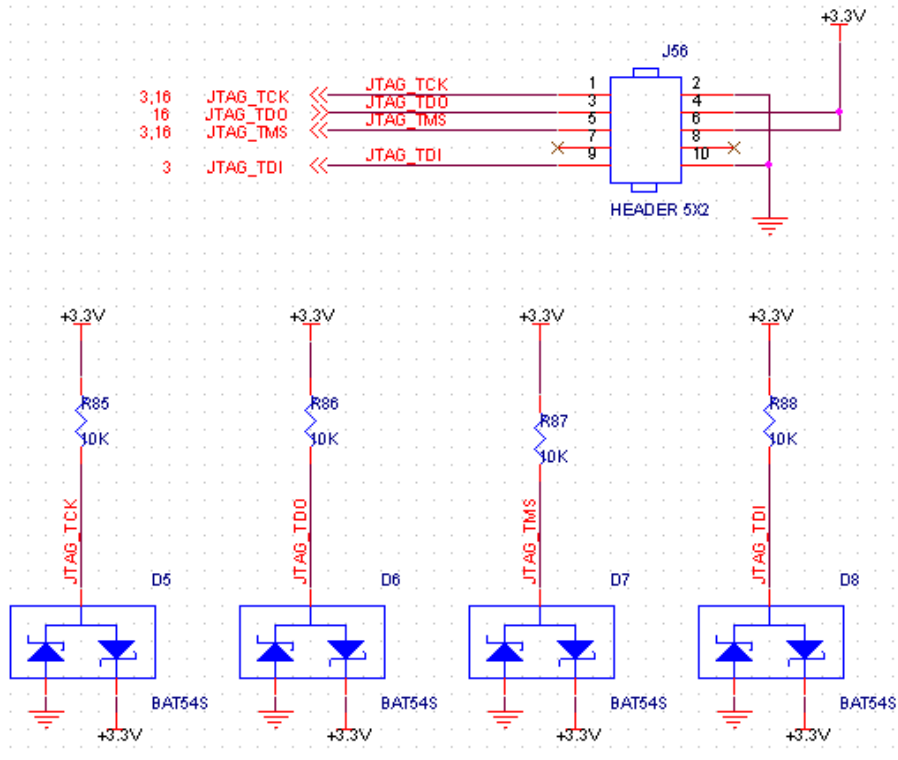 +3.3V
J56
3,16 JTAG_TCK JTAG_TCK 1 2
16 JTAG_TDO JTAG_TDO 3 4
3,16 JTAG_TMS JTAG_TMS 5 6
7 8
3 JTAG_TDI JTAG_TDI 9 10
HEADER 5X2
+3.3V +3.3V +3.3V +3.3V
R85 R86 R87 R88
10K 10K 10K 10K
JTAG_TCK JTAG_TDO JTAG_TMS JTAG_TDI
D5 D6 D7 D8
BAT54S BAT54S BAT54S BAT54S
+3.3V +3.3V +3.3V +3.3V